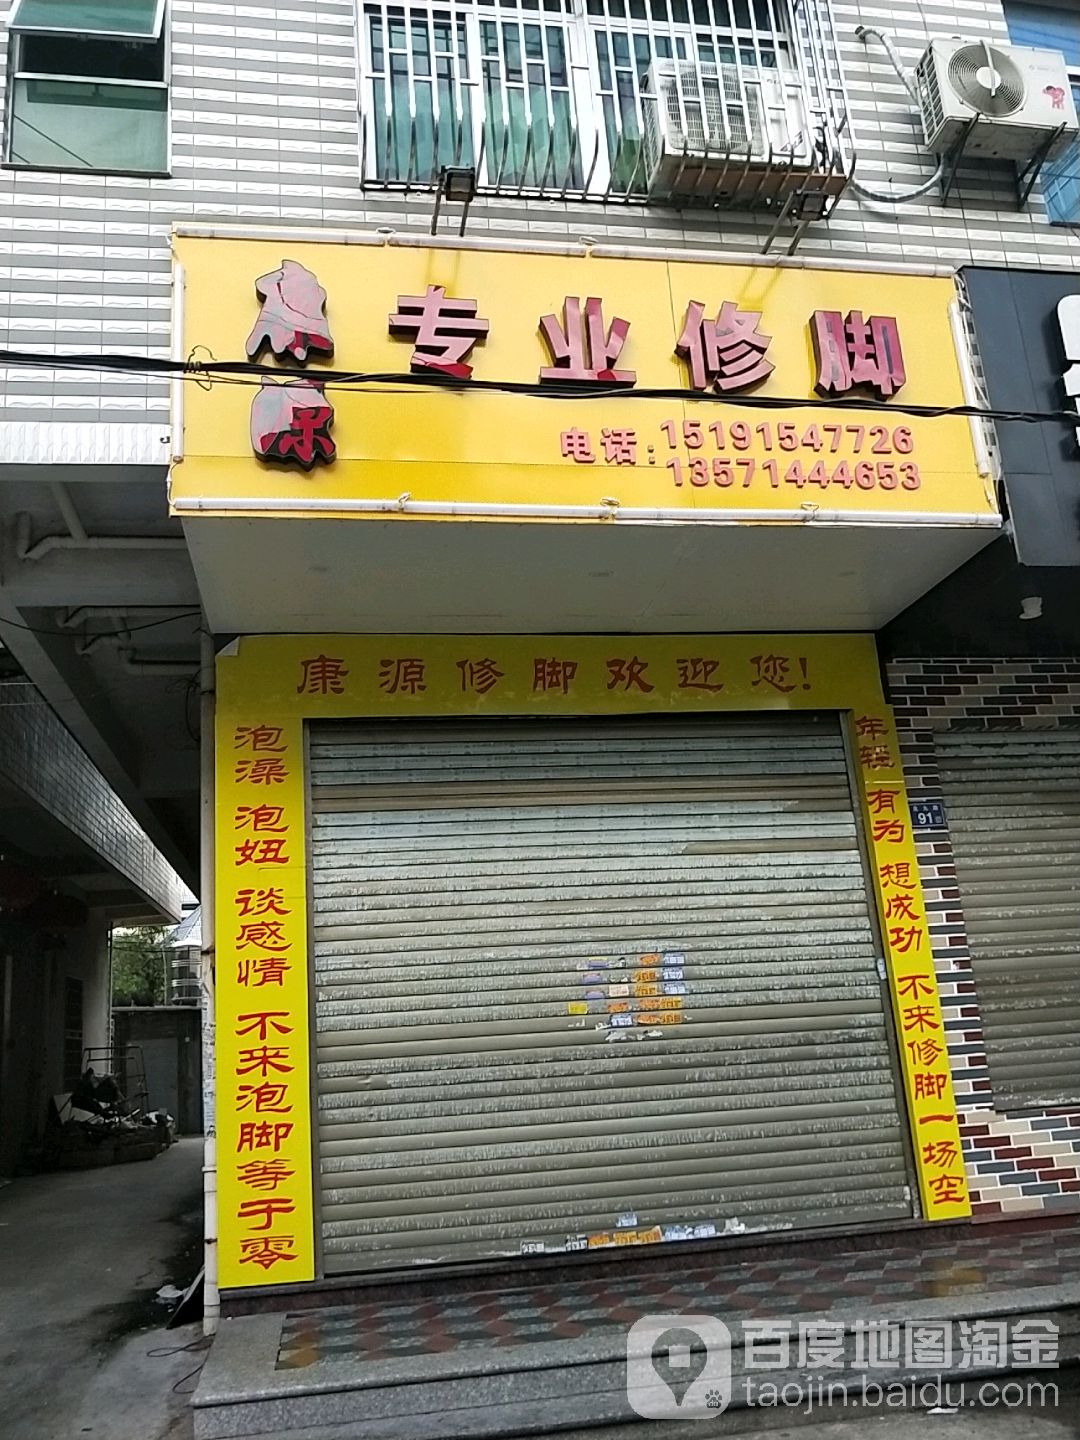 康源
专业修脚
电话：15191547726
13571444653
康源修脚欢迎您！
泡澡 泡妞 谈感情 不来泡脚等于零
年轻 有为 想成功 不来修脚一场空
91
百度地图淘金
taojin.baidu.com